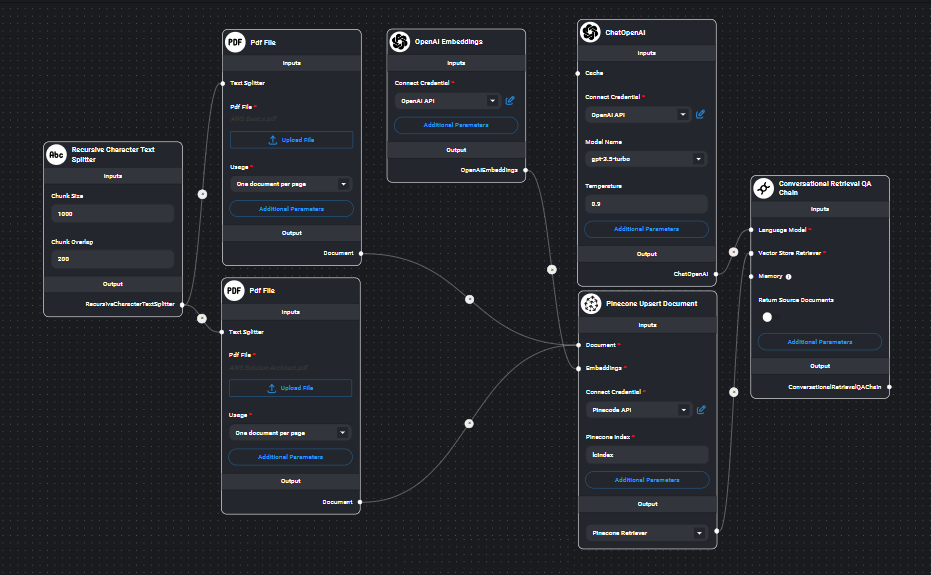 Abc
Recursive Character Text
Splitter
Inputs
Chunk Size
1000
Chunk Overlap
200
Output
RecursiveCharacterTextSplitter
PDF
Pdf File
Inputs
Text Splitter
Pdf File *
Upload File
Usage *
One document per page
Additional Parameters
Output
Document
PDF
Pdf File
Inputs
Text Splitter
Pdf File *
Upload File
Usage *
One document per page
Additional Parameters
Output
Document
OpenAI Embeddings
Inputs
Connect Credential *
OpenAI API
Additional Parameters
Output
OpenAIEmbeddings
ChatOpenAI
Inputs
Cache
Connect Credential *
OpenAI API
Model Name
gpt-3.5-turbo
Temperature
0.9
Additional Parameters
Output
ChatOpenAI
Pinecone Upsert Document
Inputs
Document *
Embeddings *
Connect Credential *
Pinecode API
Pinecone Index *
lcindex
Additional Parameters
Output
Pinecone Retriever
Conversational Retrieval QA
Chain
Inputs
Language Model *
Vector Store Retriever *
Memory
Return Source Documents
Additional Parameters
Output
ConversationalRetrievalQAChain